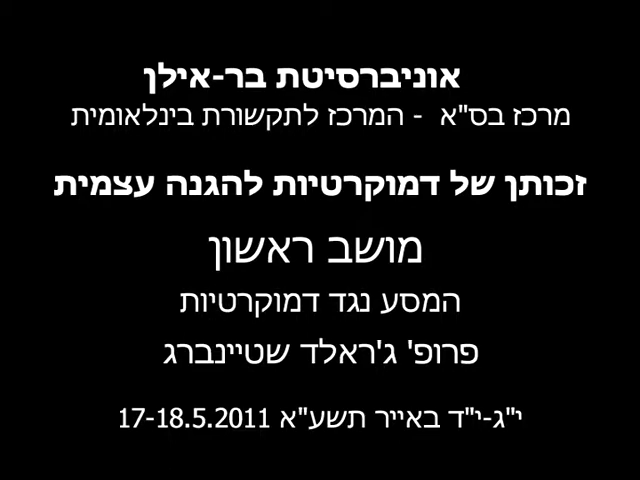 אוניברסיטת בר-אילן
מרכז בס"א - המרכז לתקשורת בינלאומית
זכותן של דמוקרטיות להגנה עצמית
מושב ראשון
המסע נגד דמוקרטיות
פרופ' ג'ראלד שטיינברג
י"ג-י"ד באייר תשע"א 17-18.5.2011